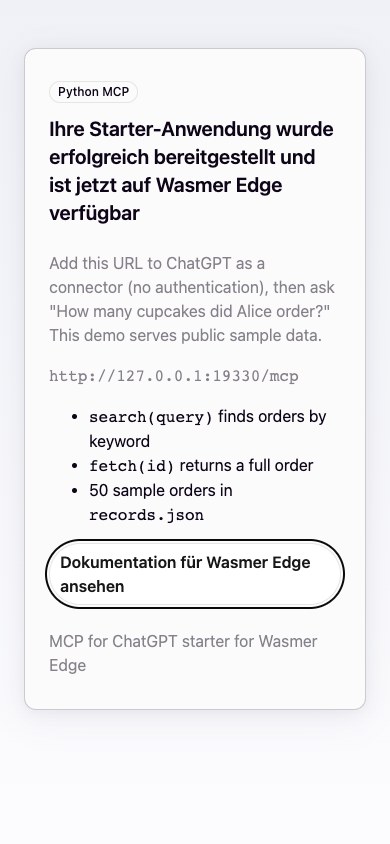 Python MCP
Ihre Starter-Anwendung wurde
erfolgreich bereitgestellt und
ist jetzt auf Wasmer Edge
verfügbar
Add this URL to ChatGPT as a
connector (no authentication), then ask
"How many cupcakes did Alice order?"
This demo serves public sample data.
http://127.0.0.1:19330/mcp
• search(query) finds orders by
keyword
• fetch(id) returns a full order
• 50 sample orders in
records.json
Dokumentation für Wasmer Edge
ansehen
MCP for ChatGPT starter for Wasmer
Edge